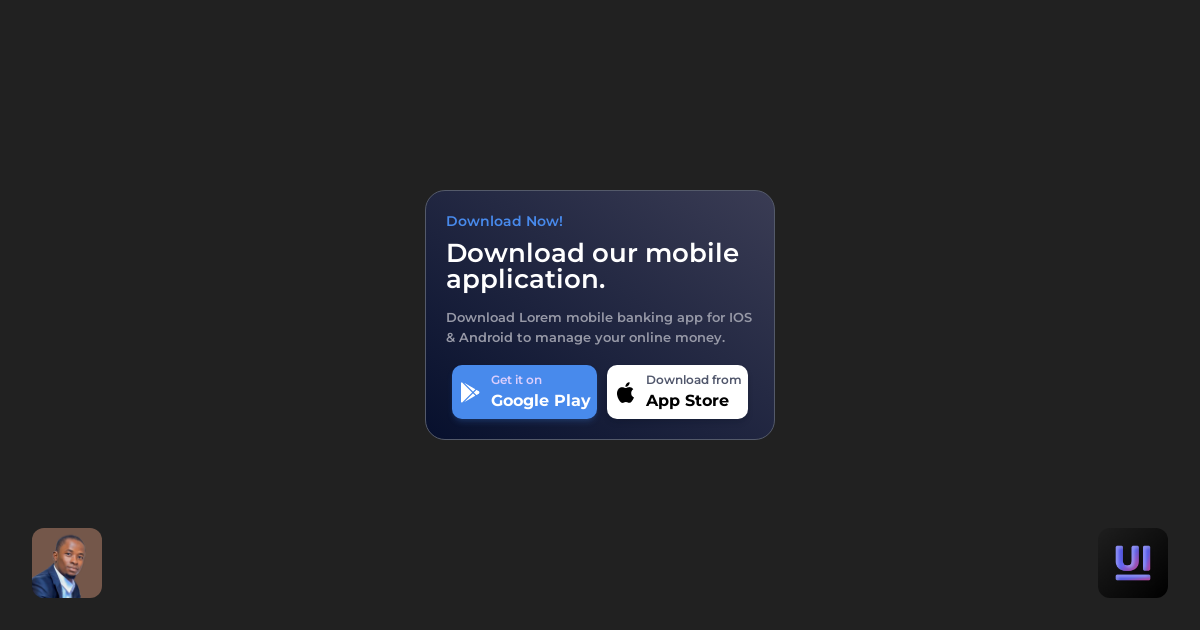 Download Now!
Download our mobile
application.
Download Lorem mobile banking app for IOS
& Android to manage your online money.
Get it on
Google Play
Download from
App Store
UI